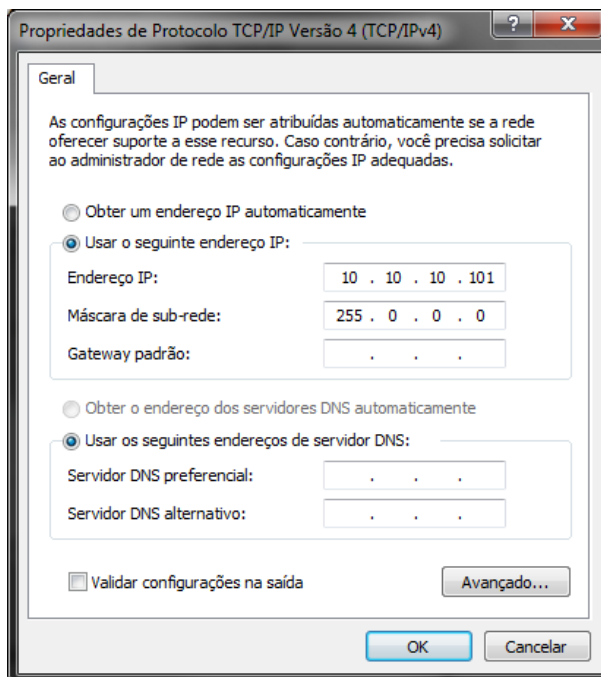 Propriedades de Protocolo TCP/IP Versão 4 (TCP/IPv4)
Geral
As configurações IP podem ser atribuídas automaticamente se a rede
oferecer suporte a esse recurso. Caso contrário, você precisa solicitar
ao administrador de rede as configurações IP adequadas.
Obter um endereço IP automaticamente
Usar o seguinte endereço IP:
Endereço IP: 10 . 10 . 10 . 101
Máscara de sub-rede: 255 . 0 . 0 . 0
Gateway padrão: . . .
Obter o endereço dos servidores DNS automaticamente
Usar os seguintes endereços de servidor DNS:
Servidor DNS preferencial: . . .
Servidor DNS alternativo: . . .
Validar configurações na saída Avançado...
OK Cancelar